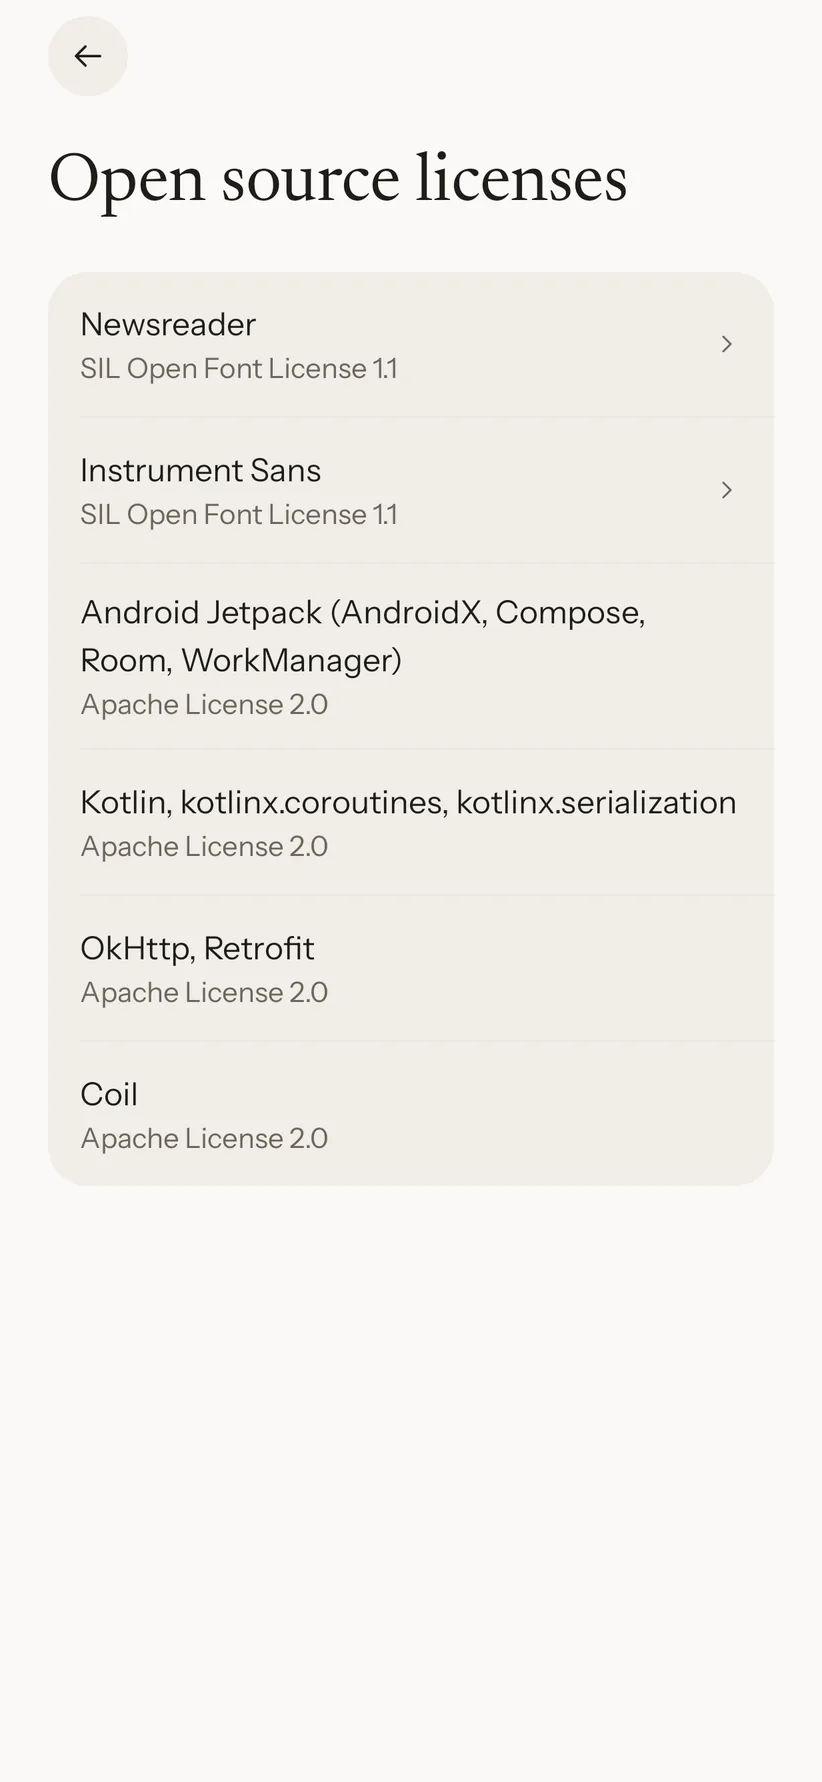 Open source licenses
Newsreader
SIL Open Font License 1.1
Instrument Sans
SIL Open Font License 1.1
Android Jetpack (AndroidX, Compose,
Room, WorkManager)
Apache License 2.0
Kotlin, kotlinx.coroutines, kotlinx.serialization
Apache License 2.0
OkHttp, Retrofit
Apache License 2.0
Coil
Apache License 2.0